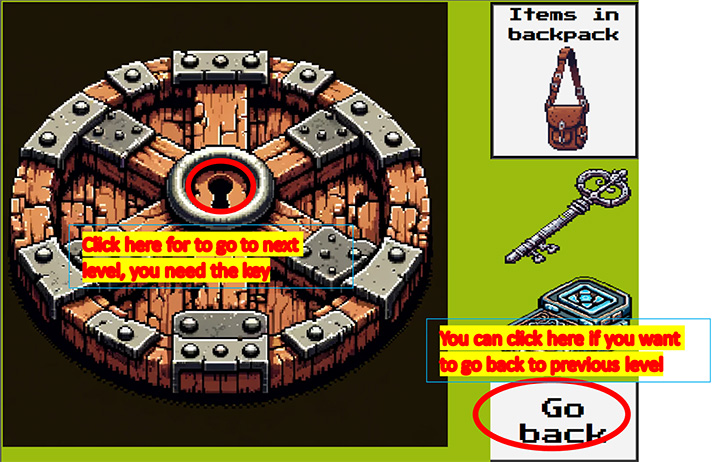 Items in
backpack
Click here for to go to next
level, you need the key
You can click here if you want
to go back to previous level
Go
back